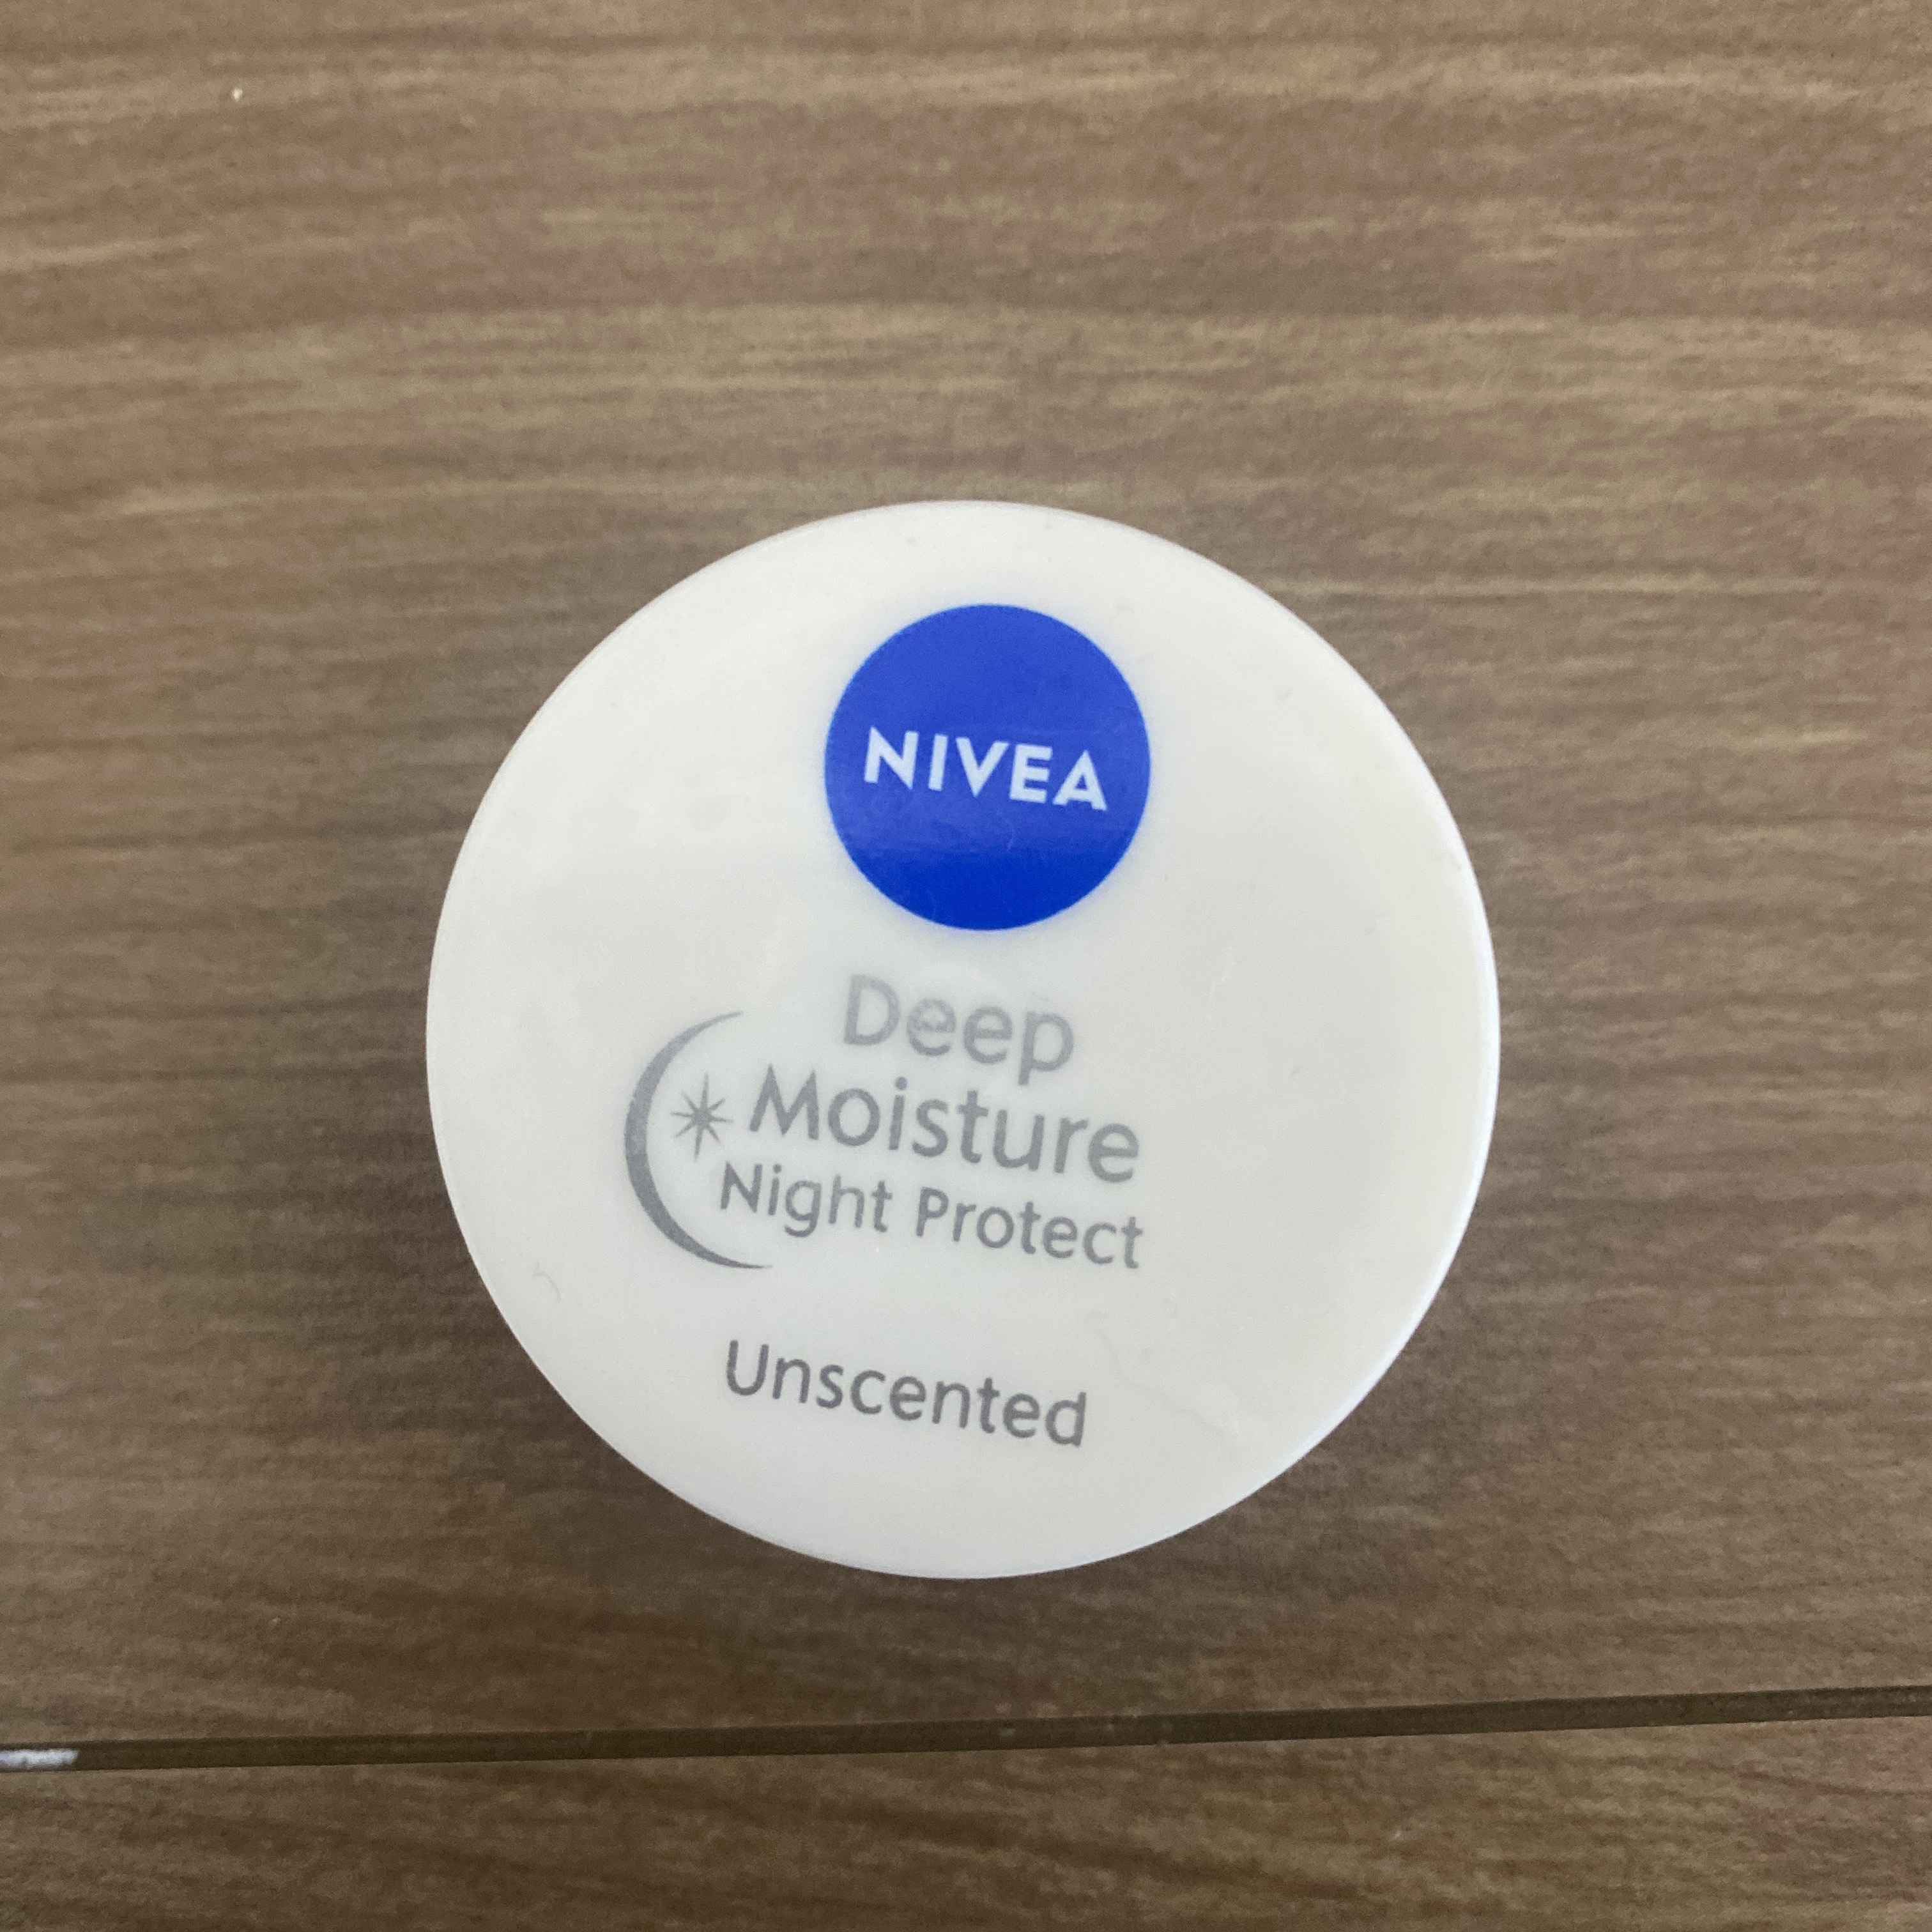 NIVEA
Deep
Moisture
Night Protect
Unscented